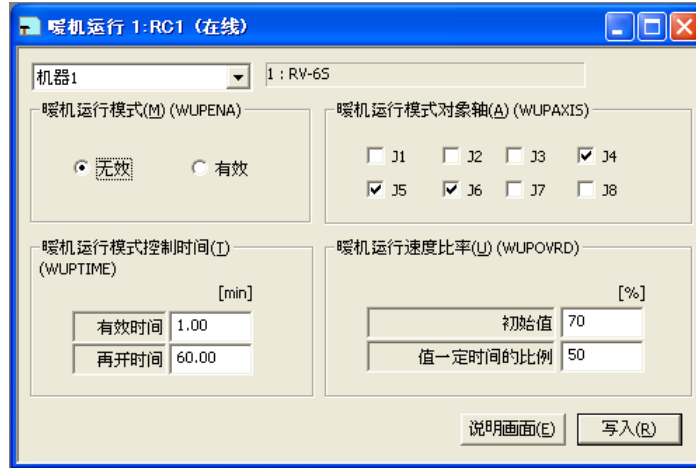 暖机运行 1:RC1 (在线)
机器1
1 : RV-6S
暖机运行模式(M) (WUPENA)
无效
有效
暖机运行模式对象轴(A) (WUPAXIS)
J1 J2 J3 J4
J5 J6 J7 J8
暖机运行模式控制时间(T)
(WUPTIME)
[min]
有效时间 1.00
再开时间 60.00
暖机运行速度比率(U) (WUPOVRD)
[%]
初始值 70
值一定时间的比例 50
说明画面(E) 写入(R)